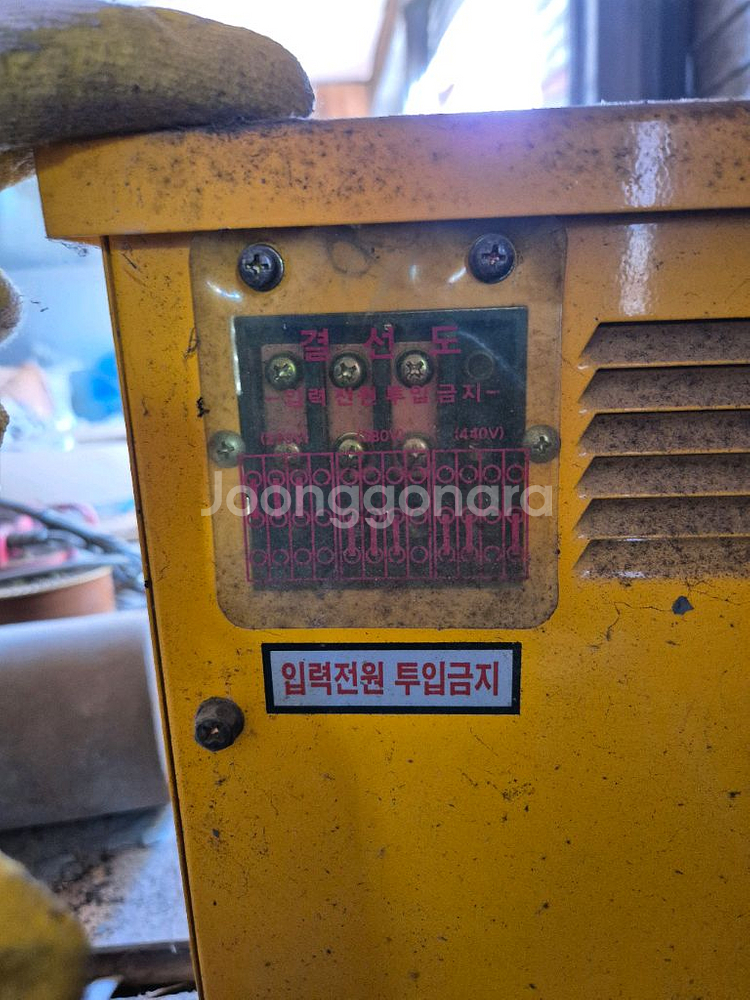 결선도
-입력전원투입금지-
(380V) (440V)
Joonggonara
입력전원 투입금지